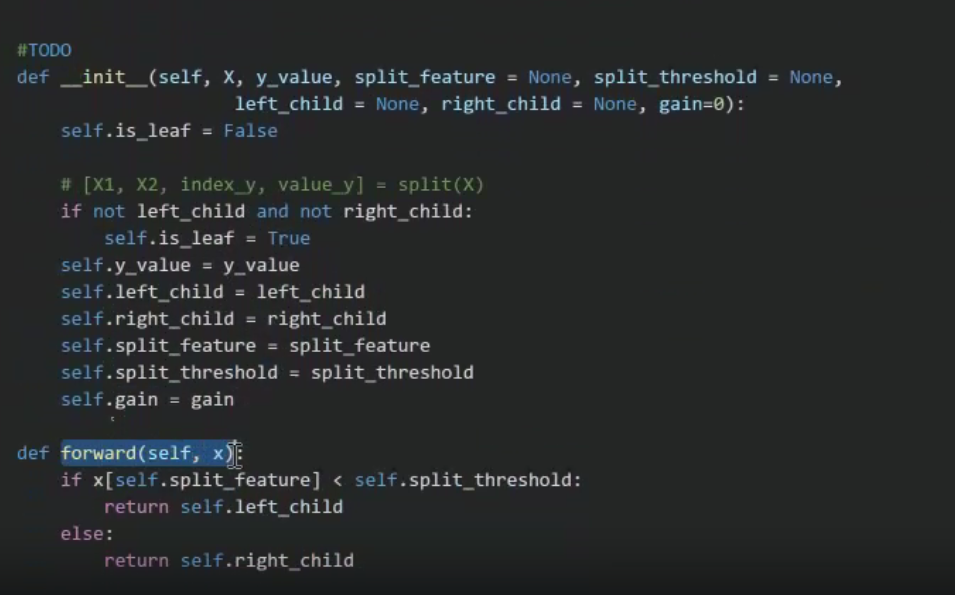 #TODO
def __init__(self, X, y_value, split_feature = None, split_threshold = None,
                    left_child = None, right_child = None, gain=0):
    self.is_leaf = False

    # [X1, X2, index_y, value_y] = split(X)
    if not left_child and not right_child:
        self.is_leaf = True
    self.y_value = y_value
    self.left_child = left_child
    self.right_child = right_child
    self.split_feature = split_feature
    self.split_threshold = split_threshold
    self.gain = gain

def forward(self, x):
    if x[self.split_feature] < self.split_threshold:
        return self.left_child
    else:
        return self.right_child